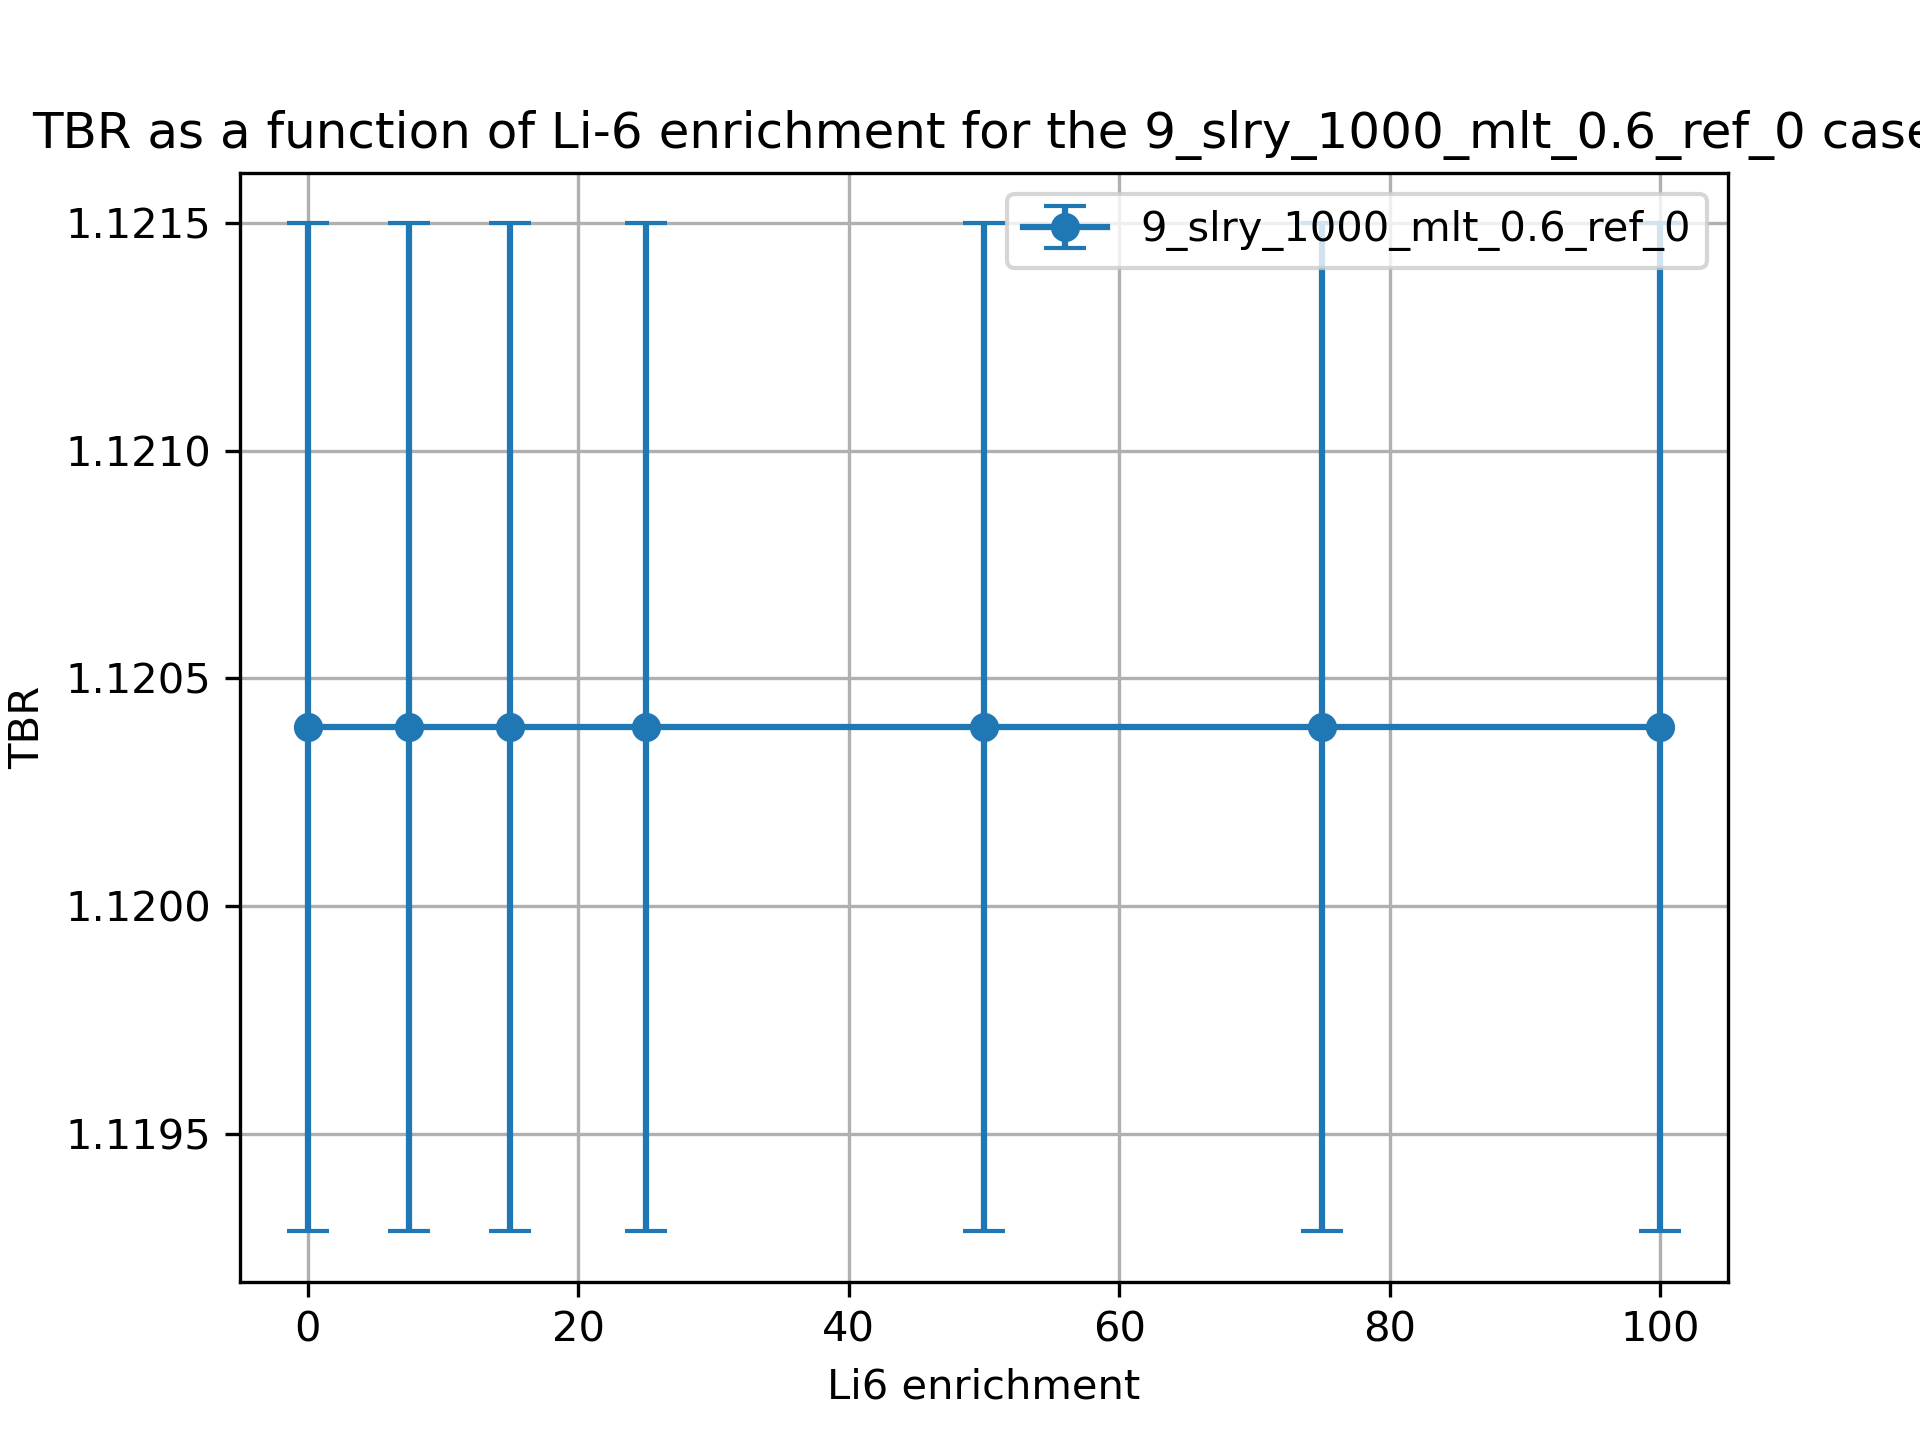 TBR as a function of Li-6 enrichment for the 9_slry_1000_mlt_0.6_ref_0 case
9_slry_1000_mlt_0.6_ref_0
1.1215
1.1210
1.1205
1.1200
1.1195
TBR
0 20 40 60 80 100
Li6 enrichment